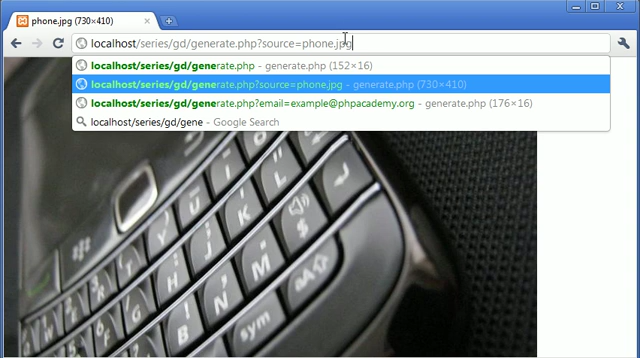 phone.jpg (730×410)
localhost/series/gd/generate.php?source=phone.jpg
localhost/series/gd/generate.php - generate.php (152×16)
localhost/series/gd/generate.php?source=phone.jpg - generate.php (730×410)
localhost/series/gd/generate.php?email=example@phpacademy.org - generate.php (176×16)
localhost/series/gd/gene - Google Search
U I
Y J K L
T H N M $
G B sym aA
V